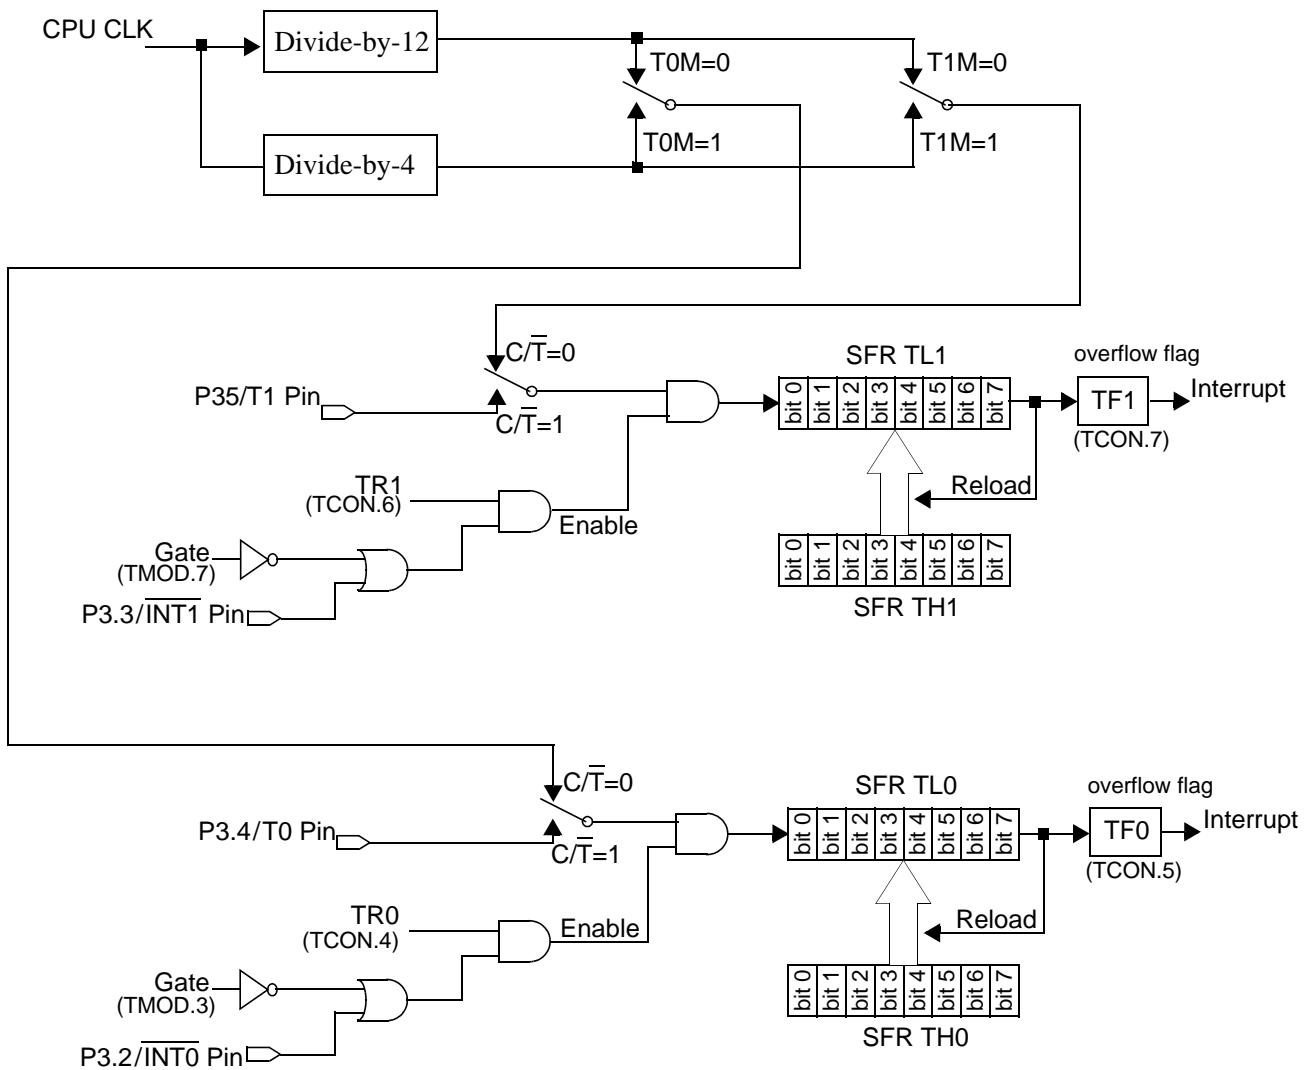 CPU CLK
Divide-by-12
T0M=0
T1M=0
Divide-by-4
T0M=1
T1M=1
C/T̅=0
SFR TL1
overflow flag
P35/T1 Pin
bit 0 bit 1 bit 2 bit 3 bit 4 bit 5 bit 6 bit 7
TF1
Interrupt
C/T̅=1
(TCON.7)
TR1
(TCON.6)
Enable
Reload
Gate
(TMOD.7)
bit 0 bit 1 bit 2 bit 3 bit 4 bit 5 bit 6 bit 7
P3.3/I̅N̅T̅1̅ Pin
SFR TH1
C/T̅=0
SFR TL0
overflow flag
P3.4/T0 Pin
bit 0 bit 1 bit 2 bit 3 bit 4 bit 5 bit 6 bit 7
TF0
Interrupt
C/T̅=1
(TCON.5)
TR0
(TCON.4)
Enable
Reload
Gate
(TMOD.3)
bit 0 bit 1 bit 2 bit 3 bit 4 bit 5 bit 6 bit 7
P3.2/I̅N̅T̅0̅ Pin
SFR TH0